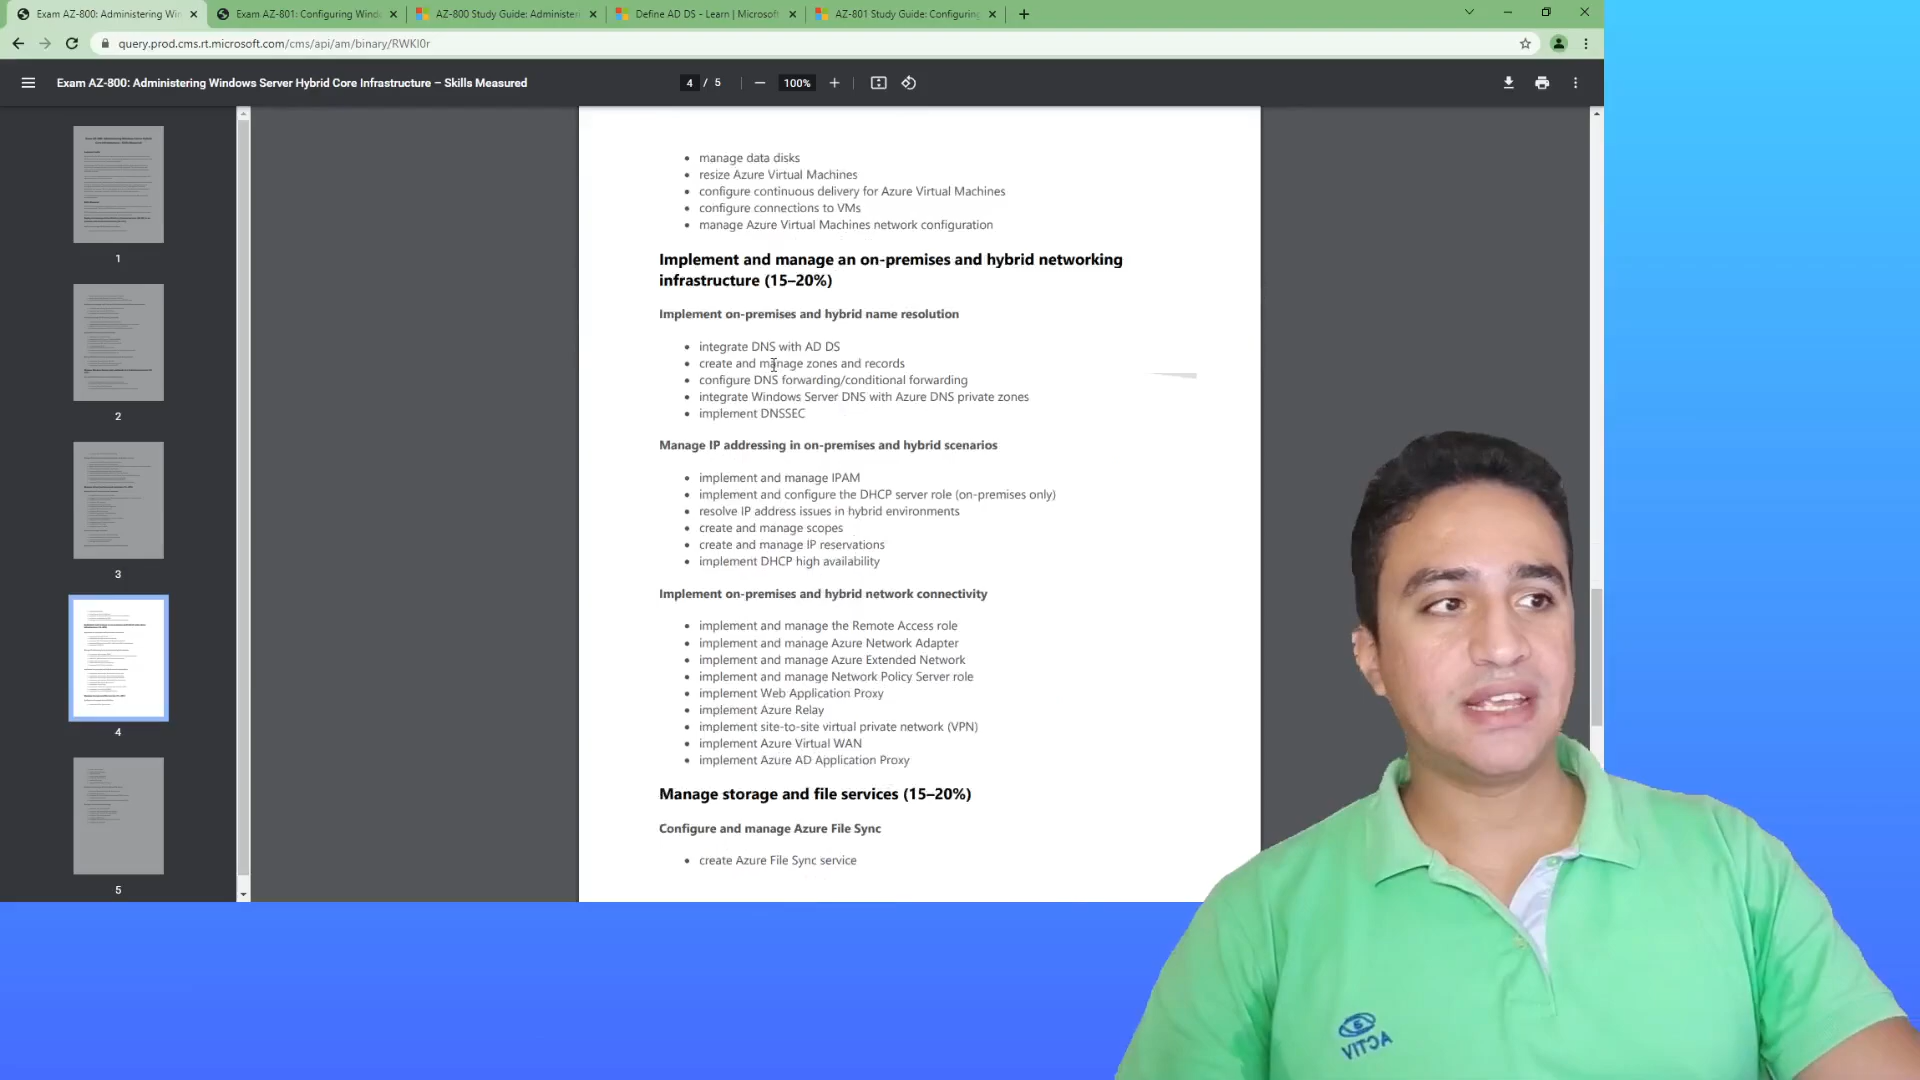 Exam AZ-800: Administering Win
Exam AZ-801: Configuring Windo
AZ-800 Study Guide: Administeri
Define AD DS - Learn | Microsoft
AZ-801 Study Guide: Configuring
query.prod.cms.rt.microsoft.com/cms/api/am/binary/RWKI0r
Exam AZ-800: Administering Windows Server Hybrid Core Infrastructure – Skills Measured
4 / 5
100%
• manage data disks
• resize Azure Virtual Machines
• configure continuous delivery for Azure Virtual Machines
• configure connections to VMs
• manage Azure Virtual Machines network configuration
Implement and manage an on-premises and hybrid networking
infrastructure (15–20%)
Implement on-premises and hybrid name resolution
• integrate DNS with AD DS
• create and manage zones and records
• configure DNS forwarding/conditional forwarding
• integrate Windows Server DNS with Azure DNS private zones
• implement DNSSEC
Manage IP addressing in on-premises and hybrid scenarios
• implement and manage IPAM
• implement and configure the DHCP server role (on-premises only)
• resolve IP address issues in hybrid environments
• create and manage scopes
• create and manage IP reservations
• implement DHCP high availability
Implement on-premises and hybrid network connectivity
• implement and manage the Remote Access role
• implement and manage Azure Network Adapter
• implement and manage Azure Extended Network
• implement and manage Network Policy Server role
• implement Web Application Proxy
• implement Azure Relay
• implement site-to-site virtual private network (VPN)
• implement Azure Virtual WAN
• implement Azure AD Application Proxy
Manage storage and file services (15–20%)
Configure and manage Azure File Sync
• create Azure File Sync service
1
2
3
4
5
ACTIV